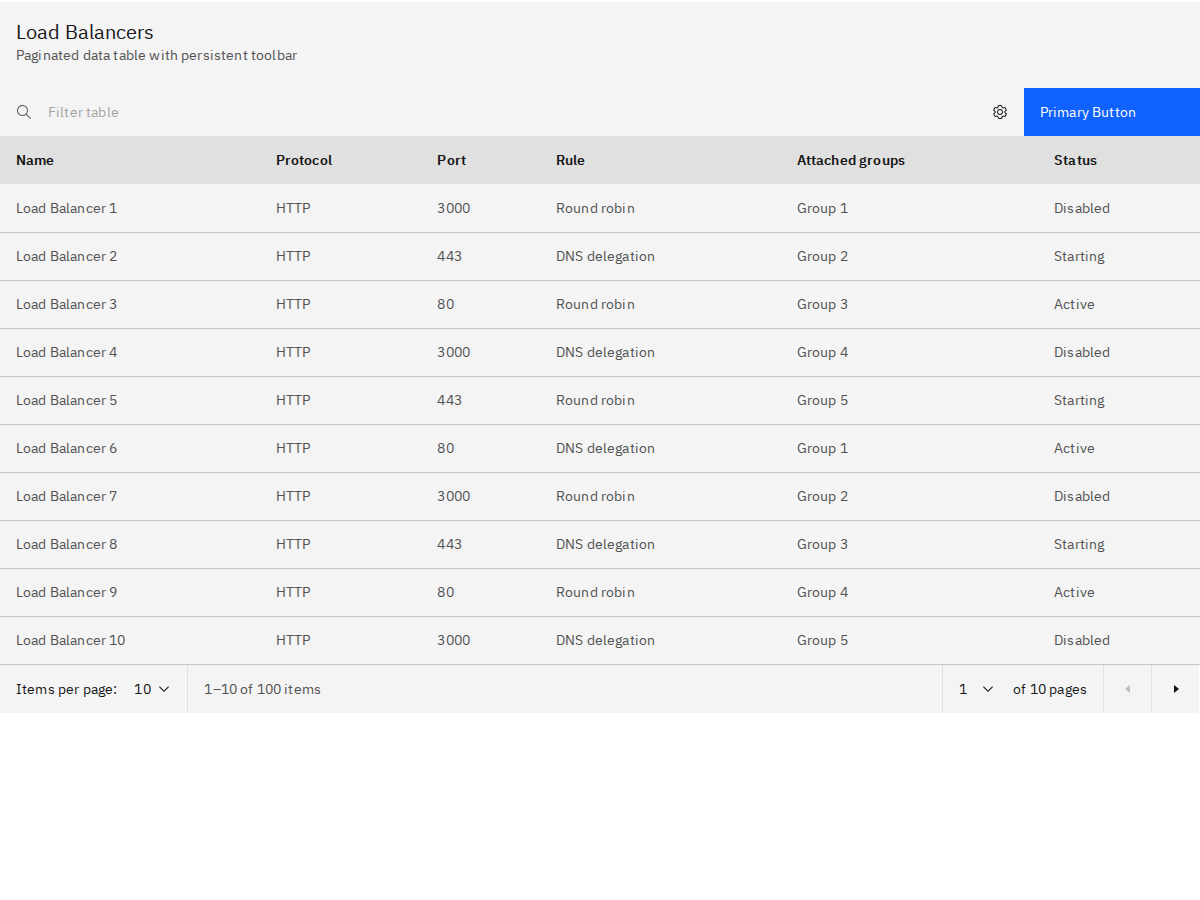 Load Balancers
Paginated data table with persistent toolbar
Filter table
Primary Button
Name Protocol Port Rule Attached groups Status
Load Balancer 1 HTTP 3000 Round robin Group 1 Disabled
Load Balancer 2 HTTP 443 DNS delegation Group 2 Starting
Load Balancer 3 HTTP 80 Round robin Group 3 Active
Load Balancer 4 HTTP 3000 DNS delegation Group 4 Disabled
Load Balancer 5 HTTP 443 Round robin Group 5 Starting
Load Balancer 6 HTTP 80 DNS delegation Group 1 Active
Load Balancer 7 HTTP 3000 Round robin Group 2 Disabled
Load Balancer 8 HTTP 443 DNS delegation Group 3 Starting
Load Balancer 9 HTTP 80 Round robin Group 4 Active
Load Balancer 10 HTTP 3000 DNS delegation Group 5 Disabled
Items per page: 10 1–10 of 100 items 1 of 10 pages